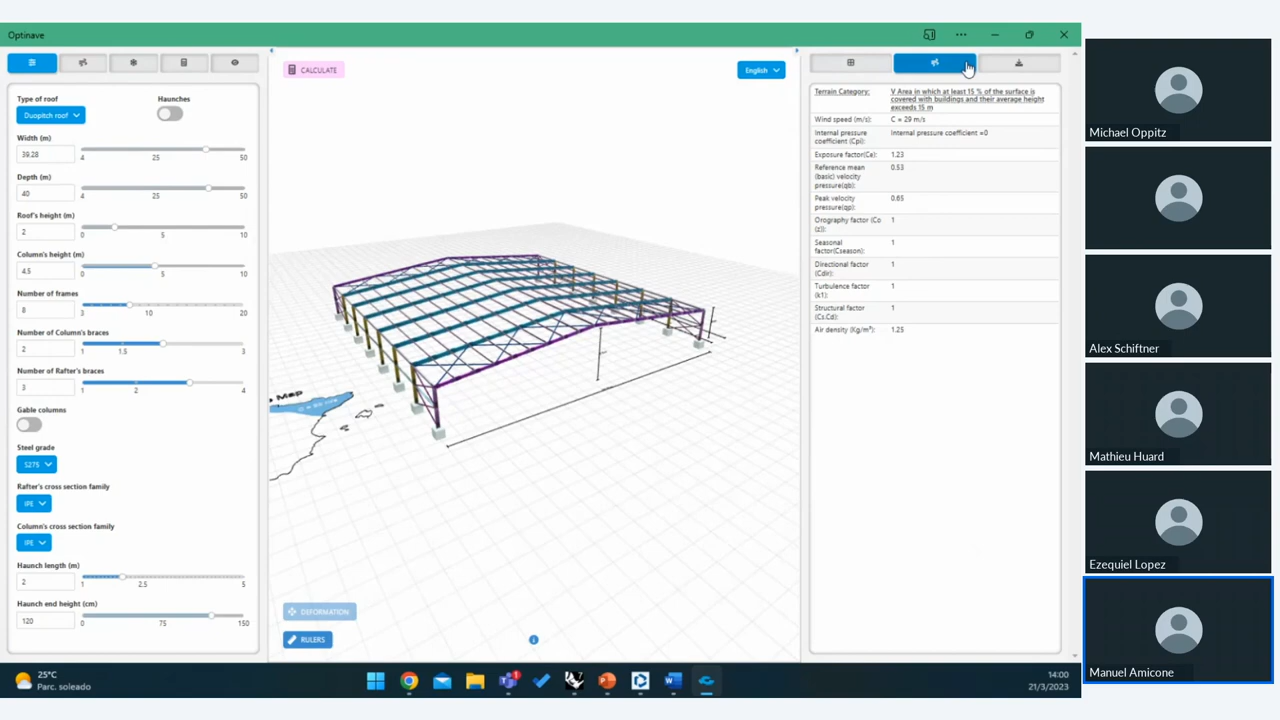 Optinave
Type of roof
Haunches
Duopitch roof
Width (m)
39.28
4
25
50
Depth (m)
40
4
25
50
Roof's height (m)
2
0
5
10
Column's height (m)
4.5
0
5
10
Number of frames
8
3
10
20
Number of Column's braces
2
1
1.5
3
Number of Rafter's braces
3
1
2
4
Gable columns
Steel grade
S275
Rafter's cross section family
IPE
Column's cross section family
IPE
Haunch length (m)
2
1
2.5
5
Haunch end height (cm)
120
0
75
150
CALCULATE
English
DEFORMATION
RULERS
Terrain Category:
V Area in which at least 15 % of the surface is
covered with buildings and their average height
exceeds 15 m
Wind speed (m/s):
C = 29 m/s
Internal pressure
coefficient (Cpi):
Internal pressure coefficient =0
Exposure factor(Ce):
1.23
Reference mean
(basic) velocity
pressure(qb):
0.53
Peak velocity
pressure(qp):
0.65
Orography factor (Co
(z)):
1
Seasonal
factor(Cseason):
1
Directional factor
(Cdir):
1
Turbulence factor
(k1):
1
Structural factor
(Cs.Cd):
1
Air density (Kg/m³):
1.25
Michael Oppitz
Alex Schiftner
Mathieu Huard
Ezequiel Lopez
Manuel Amicone
25°C
Parc. soleado
14:00
21/3/2023